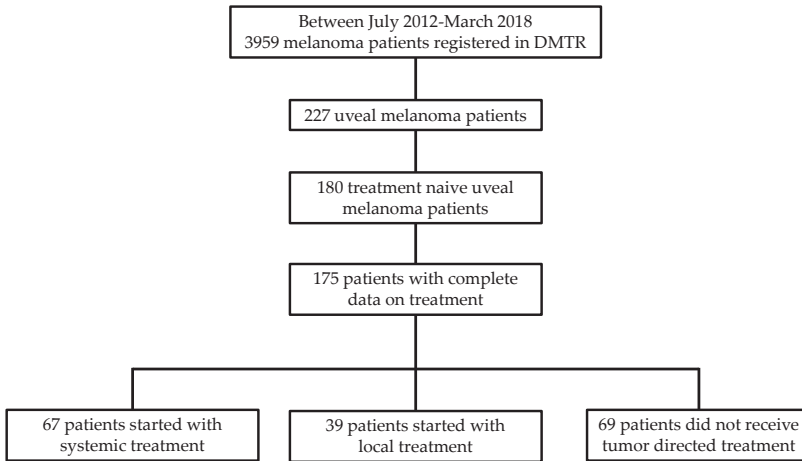 Between July 2012-March 2018
3959 melanoma patients registered in DMTR
227 uveal melanoma patients
180 treatment naive uveal
melanoma patients
175 patients with complete
data on treatment
67 patients started with
systemic treatment
39 patients started with
local treatment
69 patients did not receive
tumor directed treatment